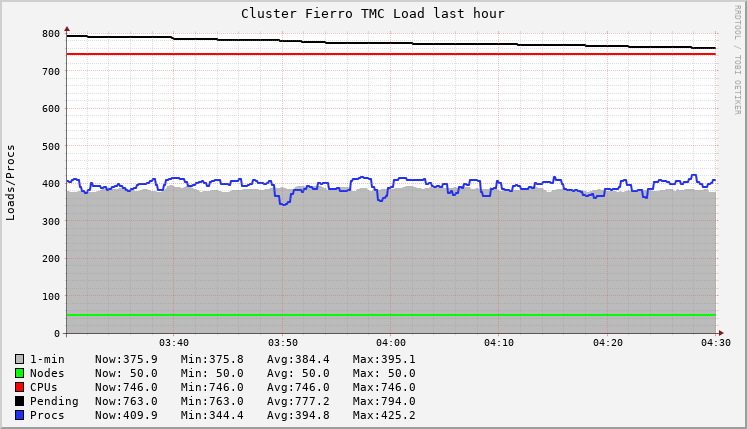 Cluster Fierro TMC Load last hour
RRDTOOL / TOBI OETIKER
Loads/Procs
800
700
600
500
400
300
200
100
0
03:40 03:50 04:00 04:10 04:20 04:30
1-min Now:375.9 Min:375.8 Avg:384.4 Max:395.1
Nodes Now: 50.0 Min: 50.0 Avg: 50.0 Max: 50.0
CPUs Now:746.0 Min:746.0 Avg:746.0 Max:746.0
Pending Now:763.0 Min:763.0 Avg:777.2 Max:794.0
Procs Now:409.9 Min:344.4 Avg:394.8 Max:425.2